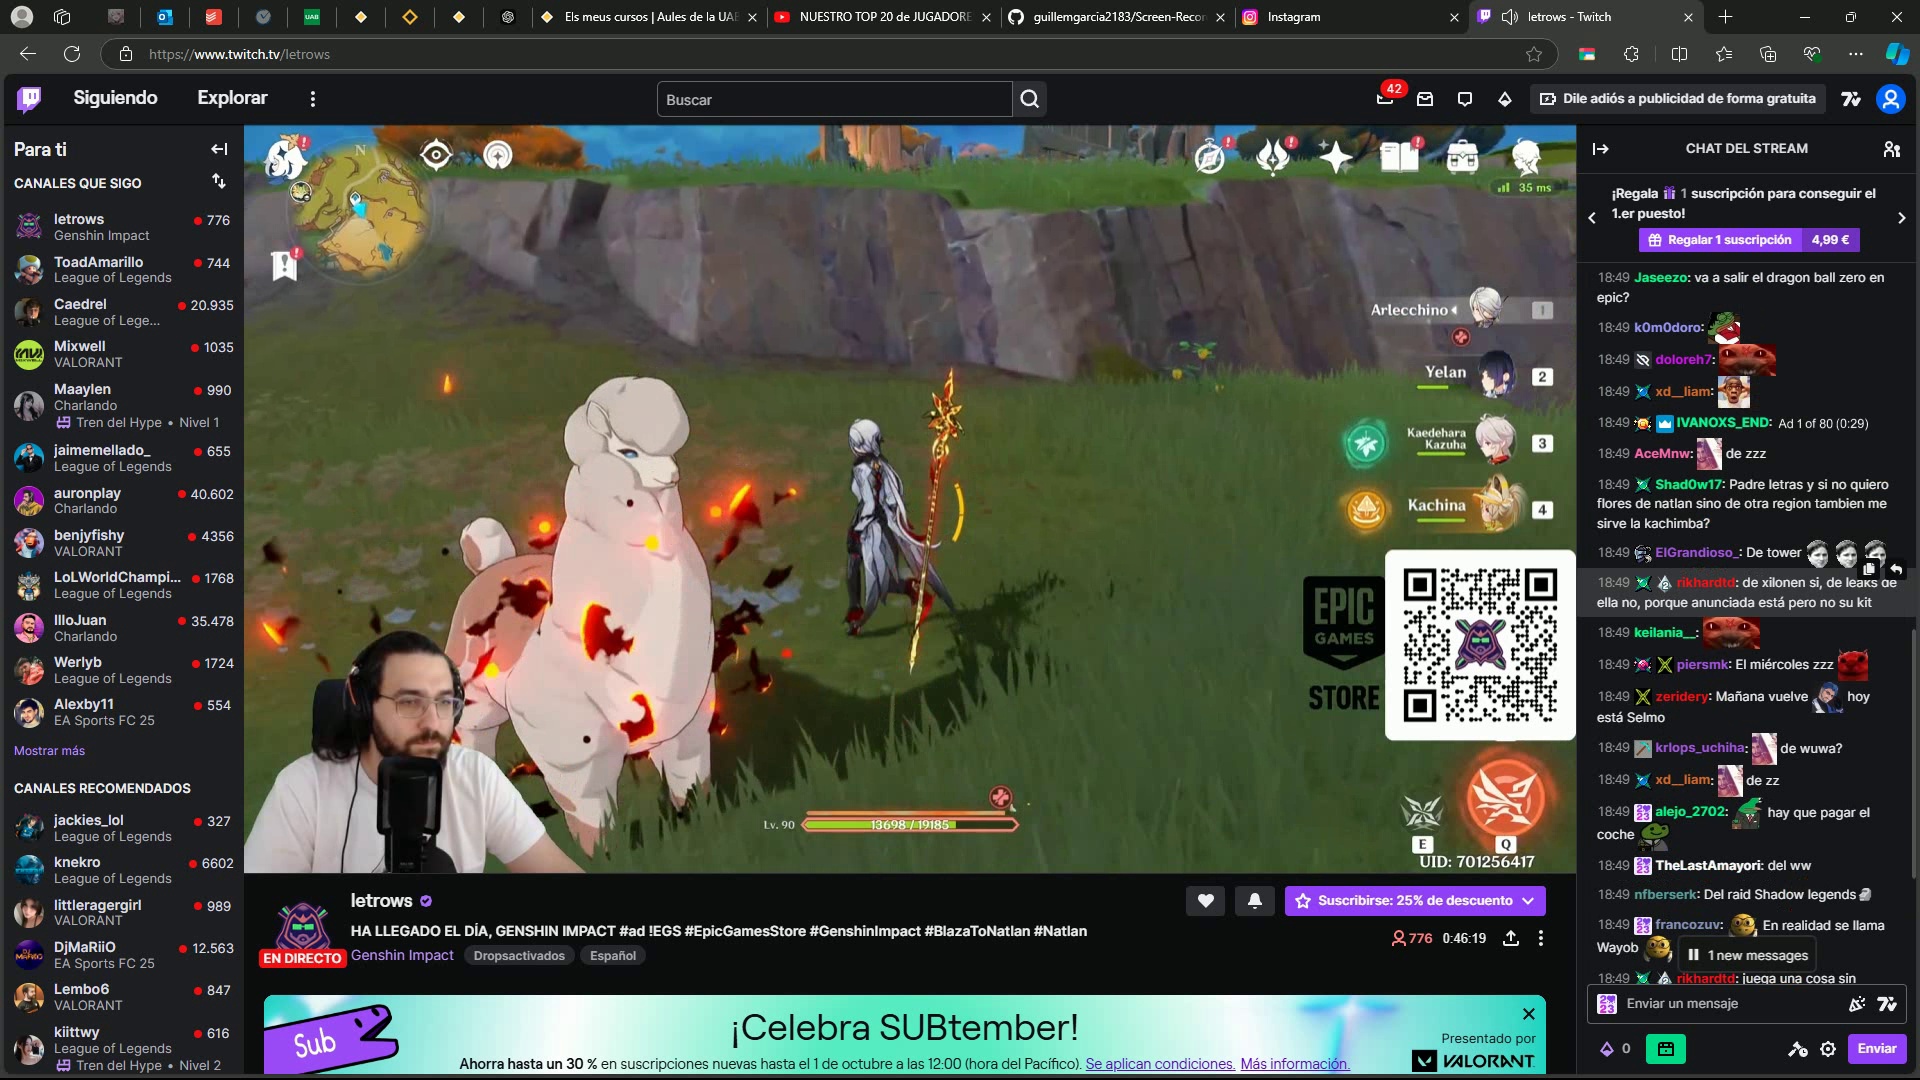 Els meus cursos | Aules de la UAB
NUESTRO TOP 20 de JUGADORE
guillemgarcia2183/Screen-Recor
Instagram
letrows - Twitch
https://www.twitch.tv/letrows
Siguiendo
Explorar
Buscar
42
Dile adiós a publicidad de forma gratuita
Para ti
CANALES QUE SIGO
letrows
776
Genshin Impact
ToadAmarillo
744
League of Legends
Caedrel
20.935
League of Lege...
Mixwell
1035
VALORANT
Maaylen
990
Charlando
Tren del Hype • Nivel 1
jaimemellado_
655
League of Legends
auronplay
40.602
Charlando
benjyfishy
4356
VALORANT
LoLWorldChampi...
1768
League of Legends
IlloJuan
35.478
Charlando
Werlyb
1724
League of Legends
Alexby11
554
EA Sports FC 25
Mostrar más
CANALES RECOMENDADOS
jackies_lol
327
League of Legends
knekro
6602
League of Legends
littleragergirl
989
VALORANT
DjMaRiiO
12.563
EA Sports FC 25
Lembo6
847
VALORANT
kiittwy
616
League of Legends
Tren del Hype • Nivel 2
N
35 ms
Arlecchino
1
Yelan
2
Kaedehara
Kazuha
3
Kachina
4
EPIC
GAMES
STORE
Lv. 90
13698 / 19185
E
Q
UID: 701256417
letrows
HA LLEGADO EL DÍA, GENSHIN IMPACT #ad !EGS #EpicGamesStore #GenshinImpact #BlazaToNatlan #Natlan
EN DIRECTO
Genshin Impact
Dropsactivados
Español
Suscribirse: 25% de descuento
776
0:46:19
Sub
¡Celebra SUBtember!
Ahorra hasta un 30 % en suscripciones nuevas hasta el 1 de octubre a las 12:00 (hora del Pacífico). Se aplican condiciones. Más información.
Presentado por
VALORANT
CHAT DEL STREAM
¡Regala 1 suscripción para conseguir el
1.er puesto!
Regalar 1 suscripción
4,99 €
18:49 Jaseezo: va a salir el dragon ball zero en
epic?
18:49 k0m0doro:
18:49 doloreh7:
18:49 xd__liam:
18:49 IVANOXS_END: Ad 1 of 80 (0:29)
18:49 AceMnw: de zzz
18:49 Shad0w17: Padre letras y si no quiero
flores de natlan sino de otra region tambien me
sirve la kachimba?
18:49 ElGrandioso_: De tower
18:49 rikhardtd: de xilonen si, de leaks de
ella no, porque anunciada está pero no su kit
18:49 keilania__:
18:49 piersmk: El miércoles zzz
18:49 zeridery: Mañana vuelve hoy
está Selmo
18:49 krlops_uchiha: de wuwa?
18:49 xd__liam: de zz
18:49 alejo_2702: hay que pagar el
coche
18:49 TheLastAmayori: del ww
18:49 nfberserk: Del raid Shadow legends
18:49 francozuv: En realidad se llama
Wayob
1 new messages
18:49 rikhardtd: juega una cosa sin
Enviar un mensaje
0
Enviar